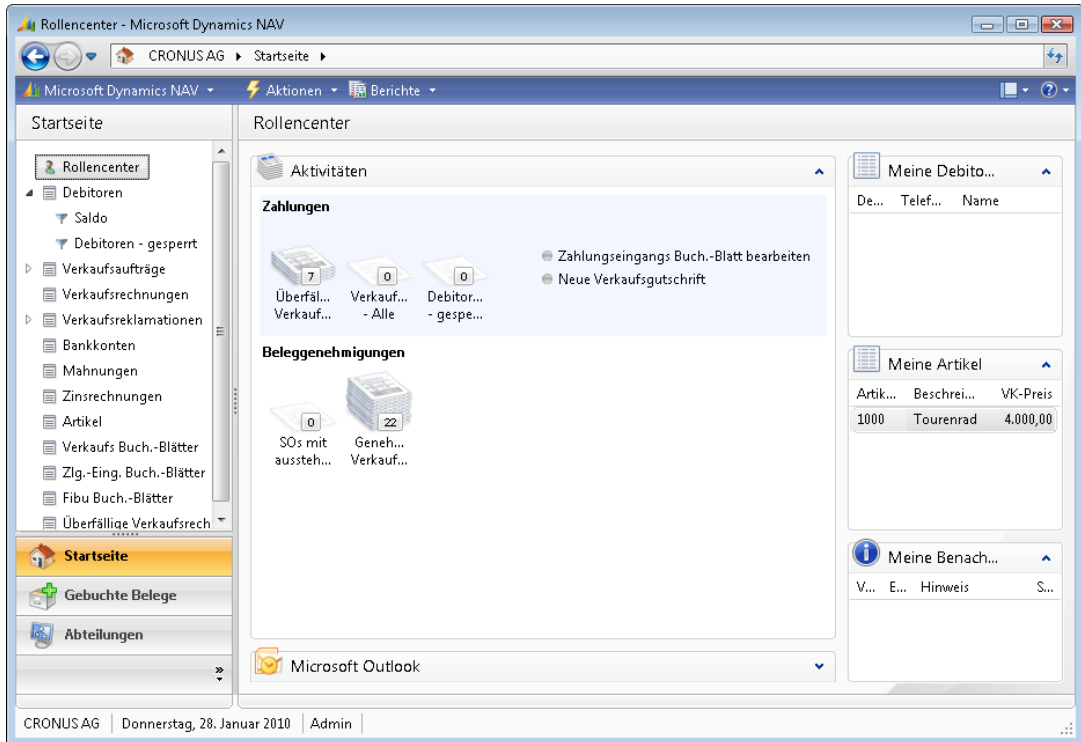 Rollencenter - Microsoft Dynamics NAV
CRONUS AG Startseite
Microsoft Dynamics NAV Aktionen Berichte
Startseite
Rollencenter
Debitoren
Saldo
Debitoren - gesperrt
Verkaufsaufträge
Verkaufsrechnungen
Verkaufsreklamationen
Bankkonten
Mahnungen
Zinsrechnungen
Artikel
Verkaufs Buch.-Blätter
Zlg.-Eing. Buch.-Blätter
Fibu Buch.-Blätter
Überfällige Verkaufsrech
Startseite
Gebuchte Belege
Abteilungen
Rollencenter
Aktivitäten
Zahlungen
7 0 0
Überfäl... Verkauf... Debitor...
Verkauf... - Alle - gespe...
Zahlungseingangs Buch.-Blatt bearbeiten
Neue Verkaufsgutschrift
Beleggenehmigungen
0 22
SOs mit Geneh...
aussteh... Verkauf...
Microsoft Outlook
Meine Debito...
De... Telef... Name
Meine Artikel
Artik... Beschrei... VK-Preis
1000 Tourenrad 4.000,00
Meine Benach...
V... E... Hinweis S...
CRONUS AG Donnerstag, 28. Januar 2010 Admin